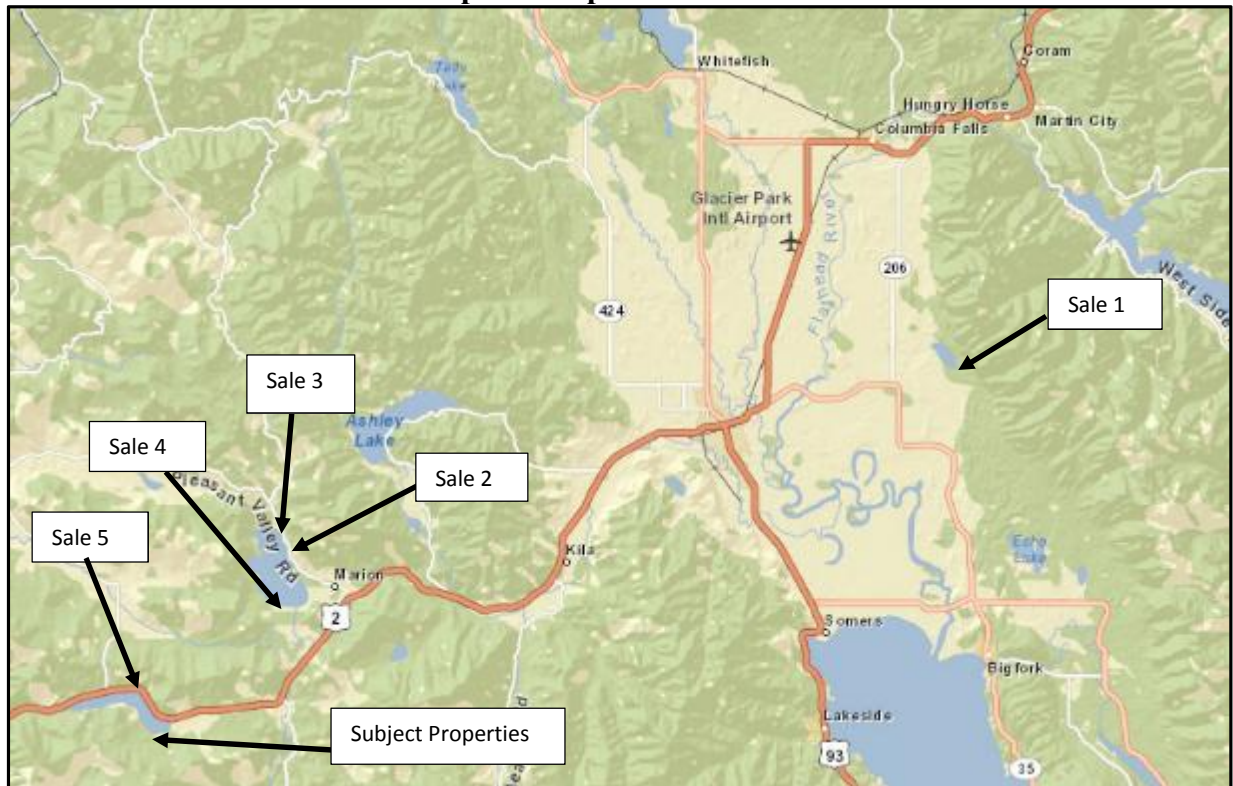 Whitefish
Coram
Tally
Lake
Hungry Horse
Martin City
Columbia Falls
Glacier Park
Intl Airport
Flathead River
206
West Side
424
Sale 1
Sale 3
Ashley
Lake
Sale 4
Sale 2
Pleasant Valley Rd
Sale 5
Kila
Echo
Lake
Marion
2
Somers
Bigfork
Subject Properties
Lakeside
93
35